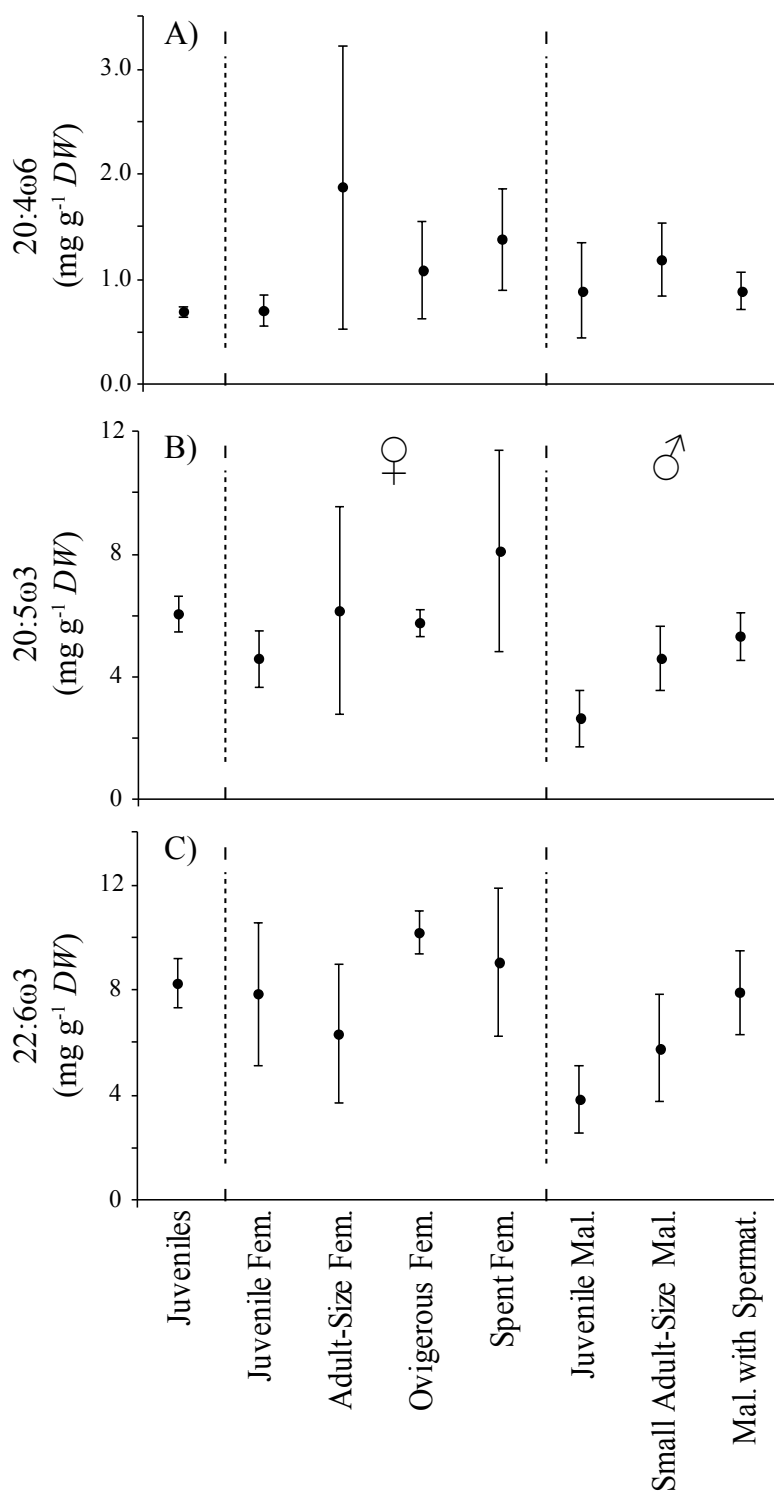 A)
3.0
2.0
1.0
0.0
20:4ω6
(mg g⁻¹ DW)
B)
♀
♂
12
8
4
0
20:5ω3
(mg g⁻¹ DW)
C)
12
8
4
0
22:6ω3
(mg g⁻¹ DW)
Juveniles
Juvenile Fem.
Adult-Size Fem.
Ovigerous Fem.
Spent Fem.
Juvenile Mal.
Small Adult-Size Mal.
Mal. with Spermat.